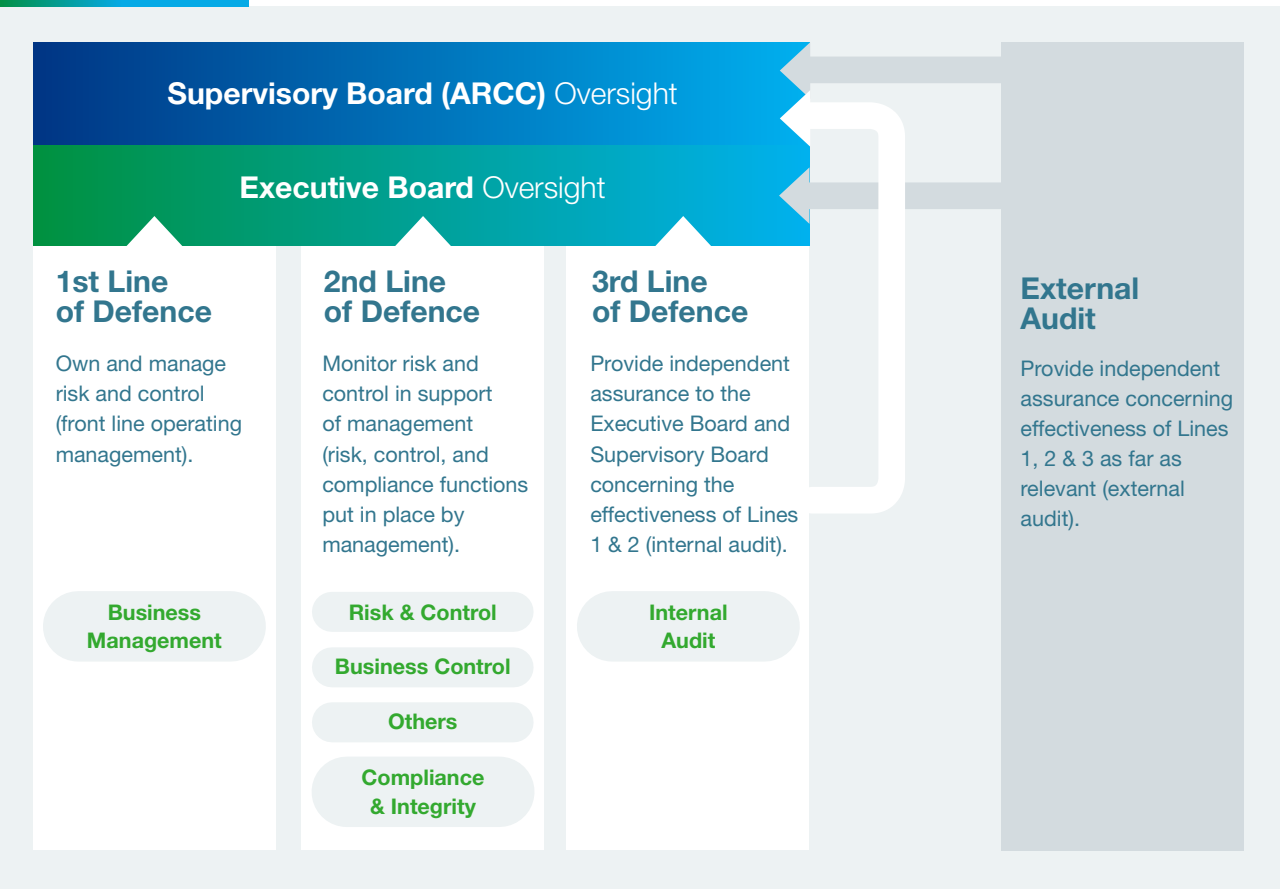 Supervisory Board (ARCC) Oversight
Executive Board Oversight
1st Line
of Defence
Own and manage
risk and control
(front line operating
management).
Business
Management
2nd Line
of Defence
Monitor risk and
control in support
of management
(risk, control, and
compliance functions
put in place by
management).
Risk & Control
Business Control
Others
Compliance
& Integrity
3rd Line
of Defence
Provide independent
assurance to the
Executive Board and
Supervisory Board
concerning the
effectiveness of Lines
1 & 2 (internal audit).
Internal
Audit
External
Audit
Provide independent
assurance concerning
effectiveness of Lines
1, 2 & 3 as far as
relevant (external
audit).